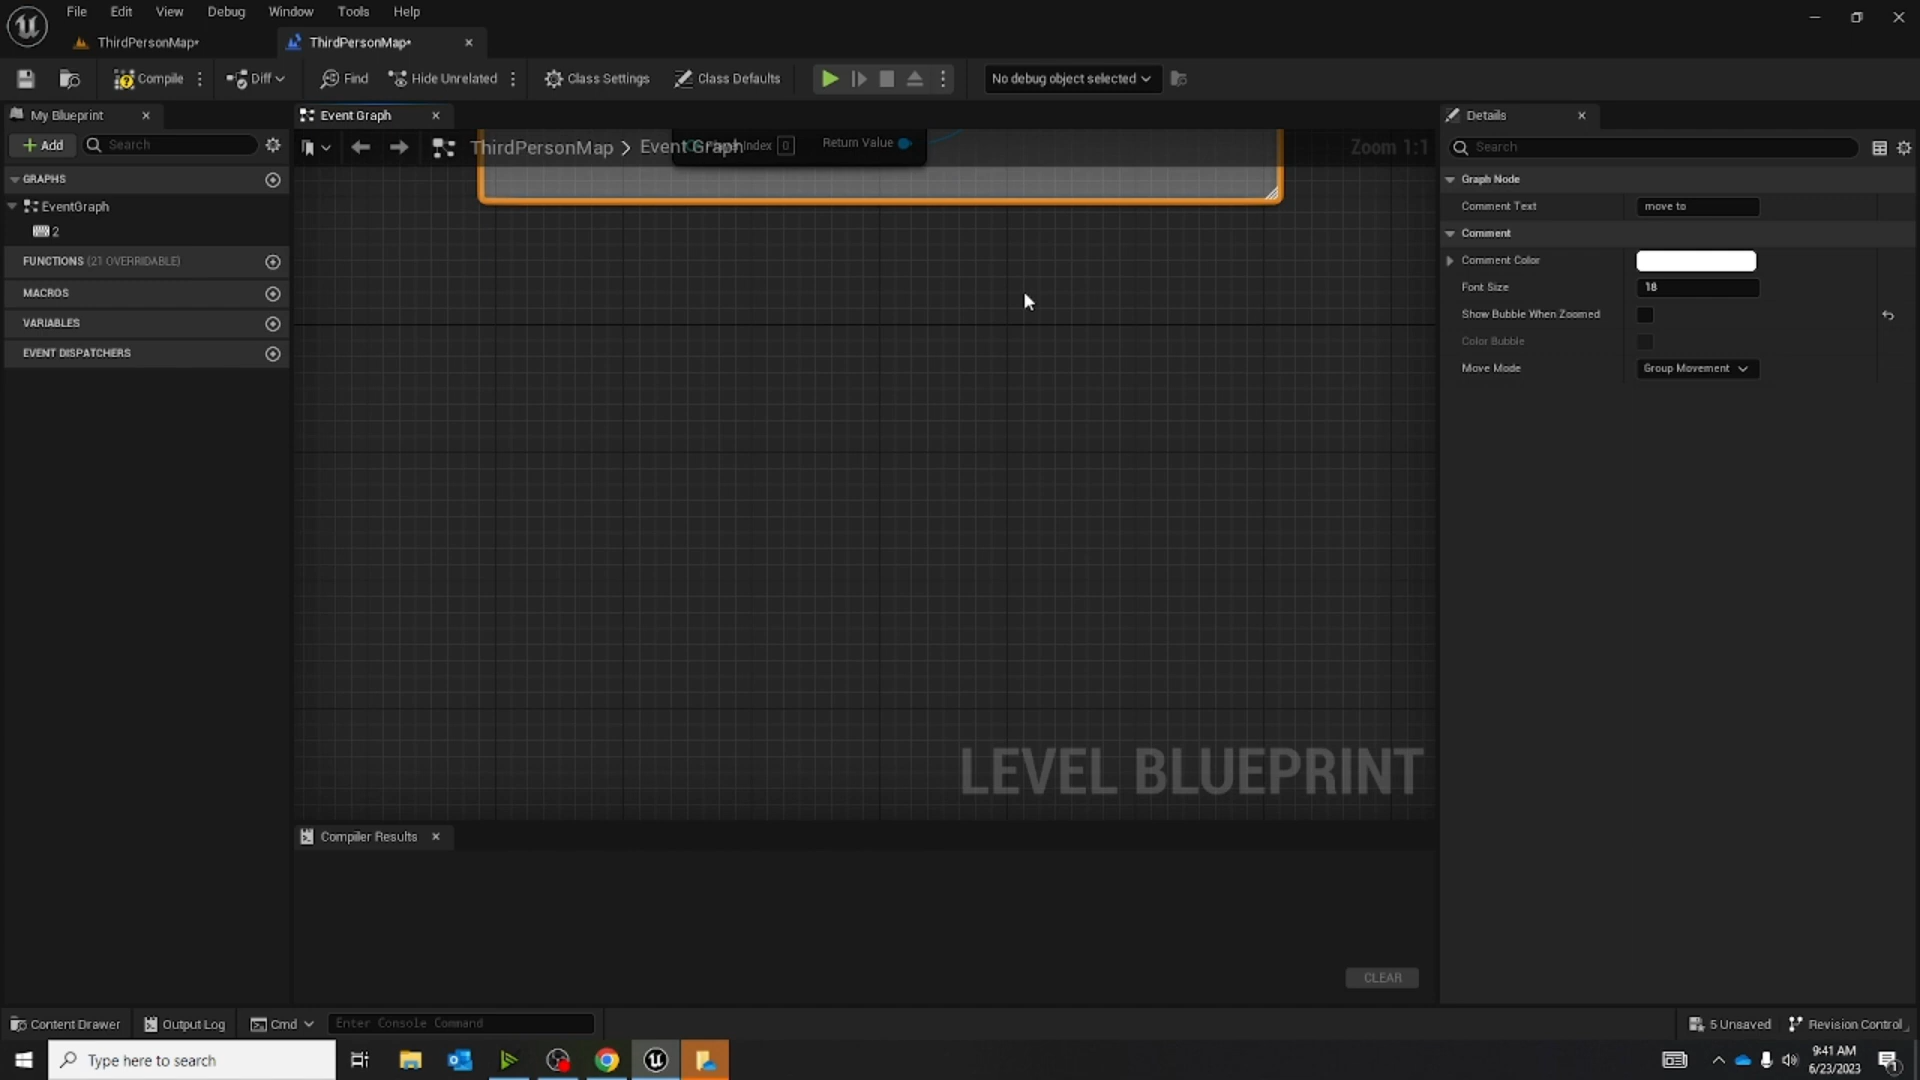 File Edit View Debug Window Tools Help
ThirdPersonMap• ThirdPersonMap•
Compile Diff Find Hide Unrelated Class Settings Class Defaults No debug object selected
My Blueprint Event Graph Details
Add Search ThirdPersonMap > Event Graph Index 0 Return Value Zoom 1:1 Search
GRAPHS Graph Node
EventGraph Comment Text move to
2 Comment
FUNCTIONS (21 OVERRIDABLE) Comment Color
MACROS Font Size 18
VARIABLES Show Bubble When Zoomed
Color Bubble
EVENT DISPATCHERS Move Mode Group Movement
LEVEL BLUEPRINT
Compiler Results
CLEAR
Content Drawer Output Log Cmd Enter Console Command 5 Unsaved Revision Control
Type here to search 9:41 AM
6/23/2023 1